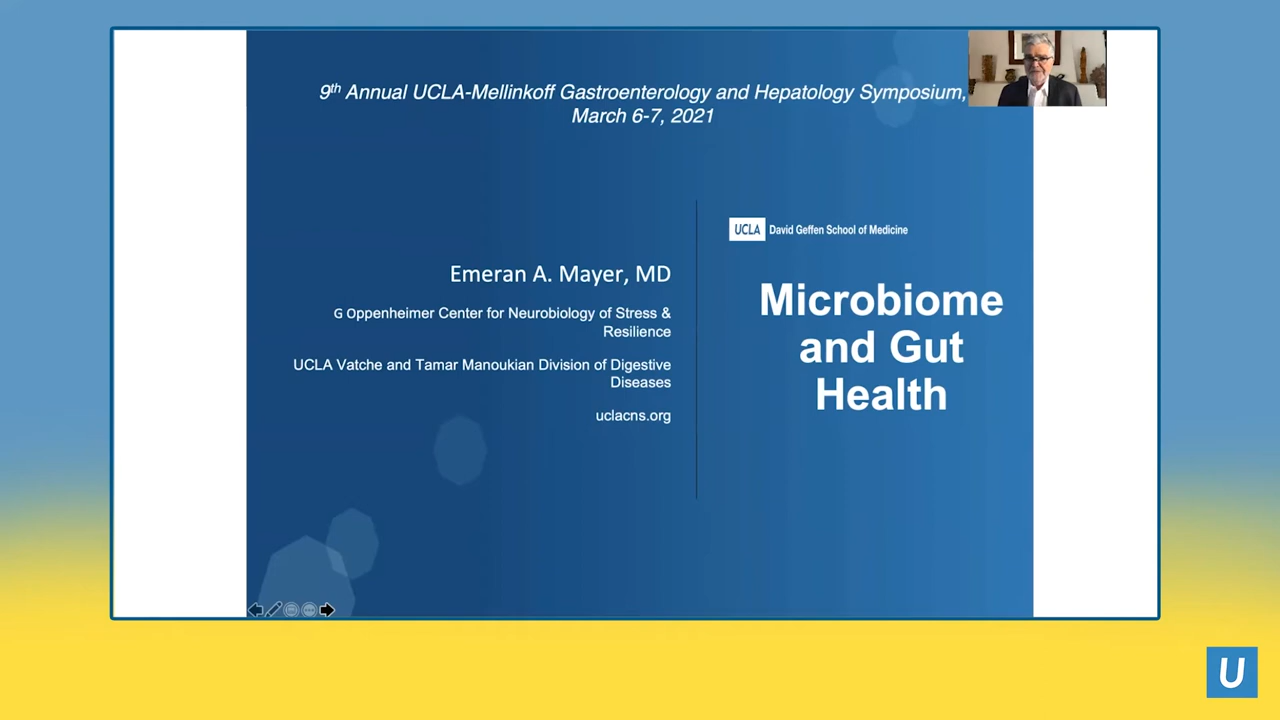 9th Annual UCLA-Mellinkoff Gastroenterology and Hepatology Symposium,
March 6-7, 2021
Emeran A. Mayer, MD
G Oppenheimer Center for Neurobiology of Stress &
Resilience
UCLA Vatche and Tamar Manoukian Division of Digestive
Diseases
uclacns.org
UCLA David Geffen School of Medicine
Microbiome
and Gut
Health
U